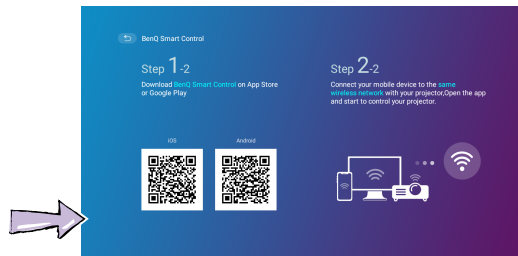 BenQ Smart Control
Step 1-2
Download BenQ Smart Control on App Store
or Google Play
iOS
Android
Step 2-2
Connect your mobile device to the same
wireless network with your projector,Open the app
and start to control your projector.